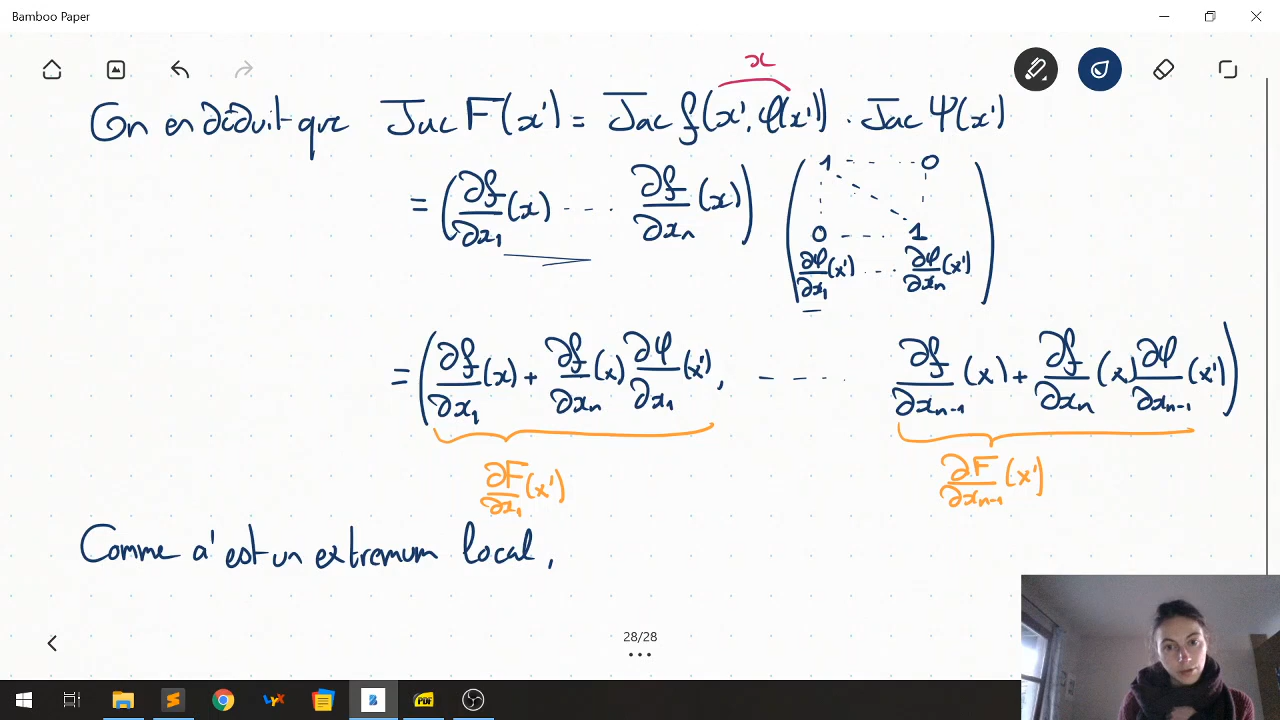 Bamboo Paper
x
On en déduit que Jac F(x') = Jac f(x', φ(x')) . Jac Ψ(x')
= (∂f/∂x₁ (x) ..... ∂f/∂xₙ (x)) (1 - - - - 0
0 - - - - 1
∂φ/∂x₁ (x') .... ∂φ/∂xₙ (x'))
= (∂f/∂x₁ (x) + ∂f/∂xₙ (x) ∂φ/∂x₁ (x'), - - - - - ∂f/∂xₙ₋₁ (x) + ∂f/∂xₙ (x) ∂φ/∂xₙ₋₁ (x'))
∂F/∂x₁ (x') ∂F/∂xₙ₋₁ (x')
Comme a' est un extremum local,
28/28
PDF